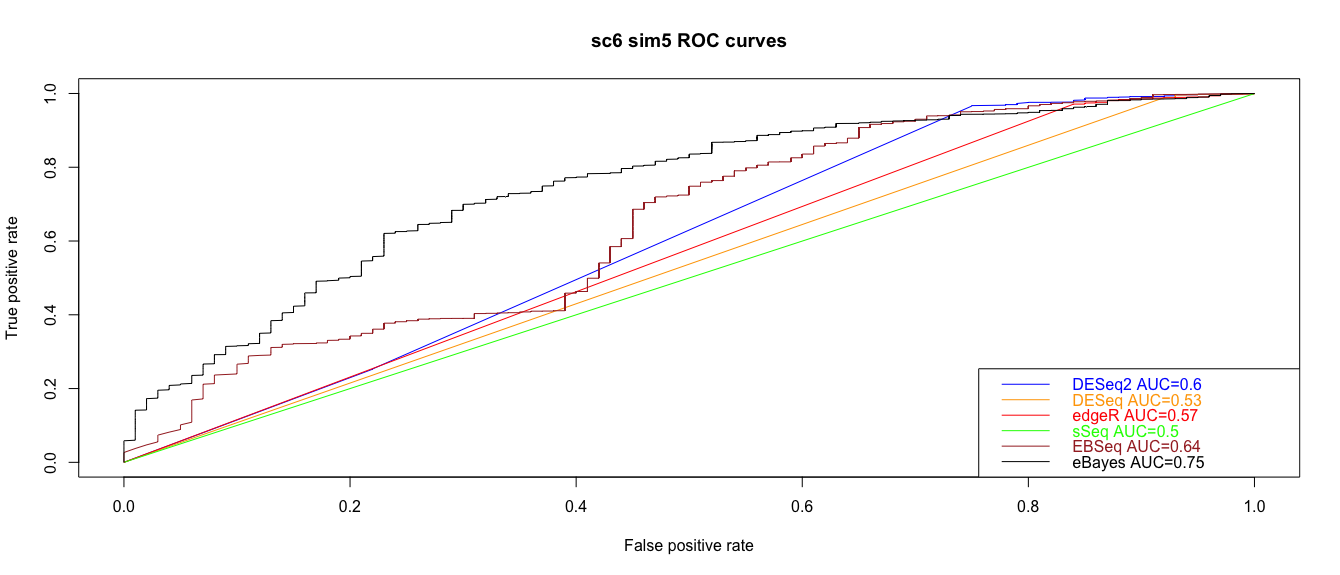 sc6 sim5 ROC curves
True positive rate
1.0
0.8
0.6
0.4
0.2
0.0
DESeq2 AUC=0.6
DESeq AUC=0.53
edgeR AUC=0.57
sSeq AUC=0.5
EBSeq AUC=0.64
eBayes AUC=0.75
0.0 0.2 0.4 0.6 0.8 1.0
False positive rate